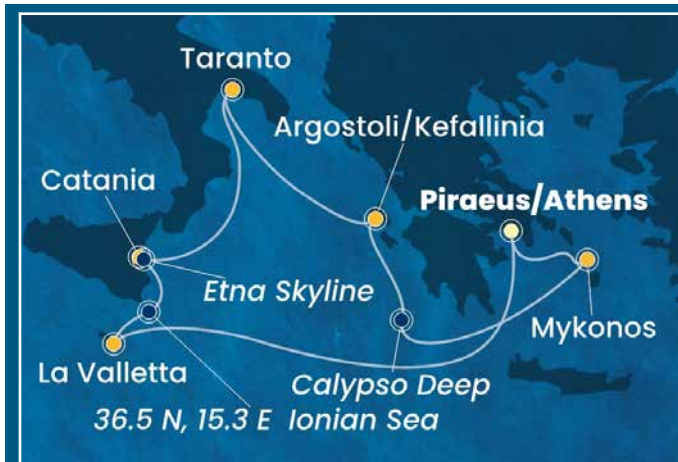 Taranto
Argostoli/Kefallinia
Catania
Piraeus/Athens
Etna Skyline
Mykonos
La Valletta
Calypso Deep
36.5 N, 15.3 E Ionian Sea